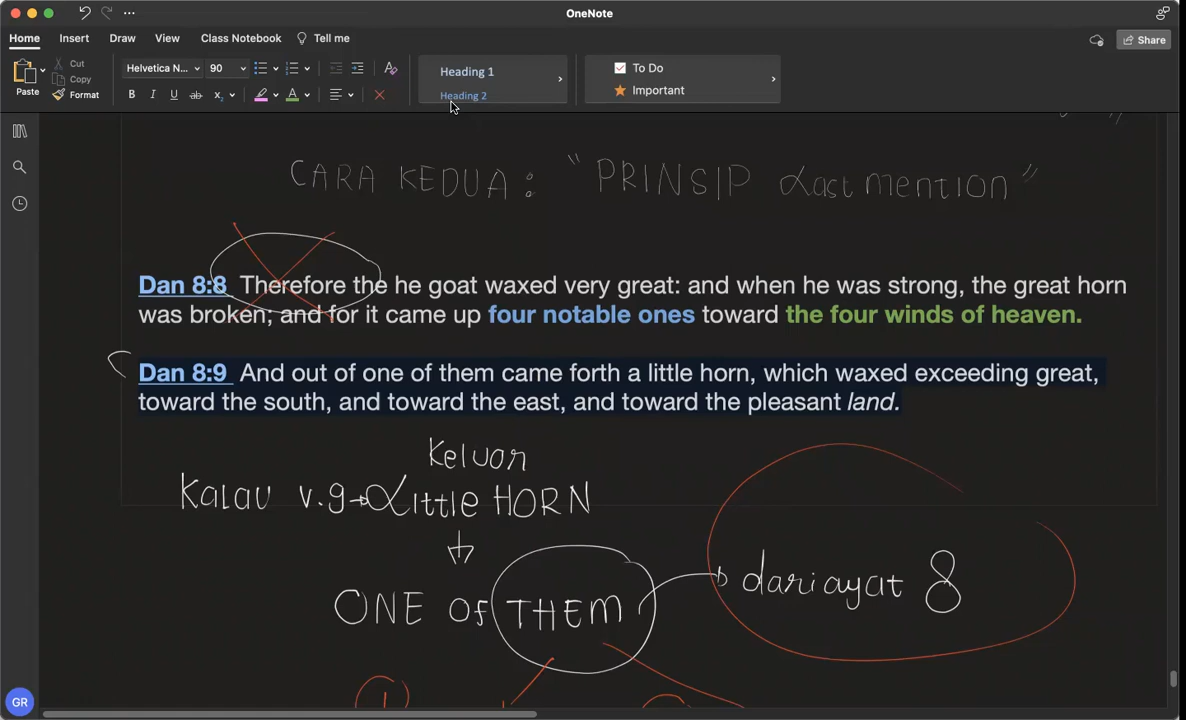 OneNote
Home Insert Draw View Class Notebook Tell me Share
Paste Cut Copy Format
Helvetica N... 90
B I U ab x A
Heading 1
Heading 2
To Do
Important
CARA KEDUA : "PRINSIP Last mention"
Dan 8:8 Therefore the he goat waxed very great: and when he was strong, the great horn
was broken; and for it came up four notable ones toward the four winds of heaven.
Dan 8:9 And out of one of them came forth a little horn, which waxed exceeding great,
toward the south, and toward the east, and toward the pleasant land.
Keluar
Kalau v.9 → Little HORN
ONE OF THEM
dari ayat 8
1
GR